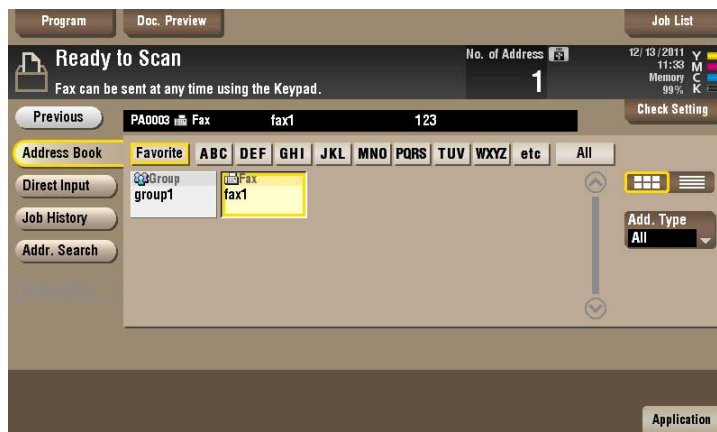 Program
Doc. Preview
Job List
Ready to Scan
Fax can be sent at any time using the Keypad.
No. of Address
1
12/13/2011
11:33
Memory
99%
Y
M
C
K
Previous
PA0003 Fax fax1 123
Check Setting
Address Book
Favorite ABC DEF GHI JKL MNO PQRS TUV WXYZ etc All
Direct Input
Group
group1
Fax
fax1
Job History
Add. Type
All
Addr. Search
Application